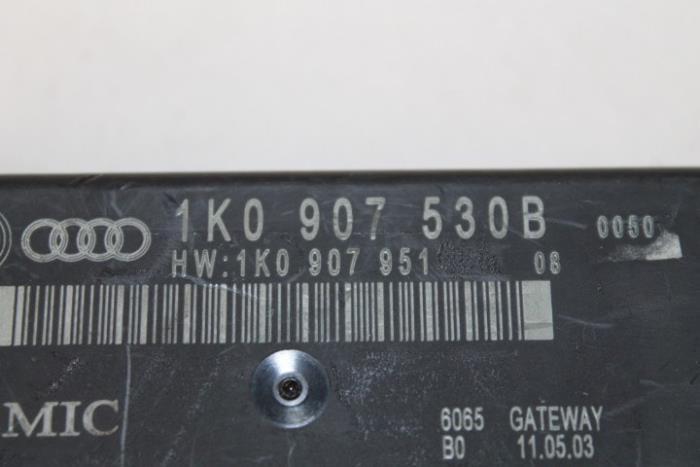 1K0 907 530B 0050
HW:1K0 907 951 08
MIC
6065 GATEWAY
B0 11.05.03